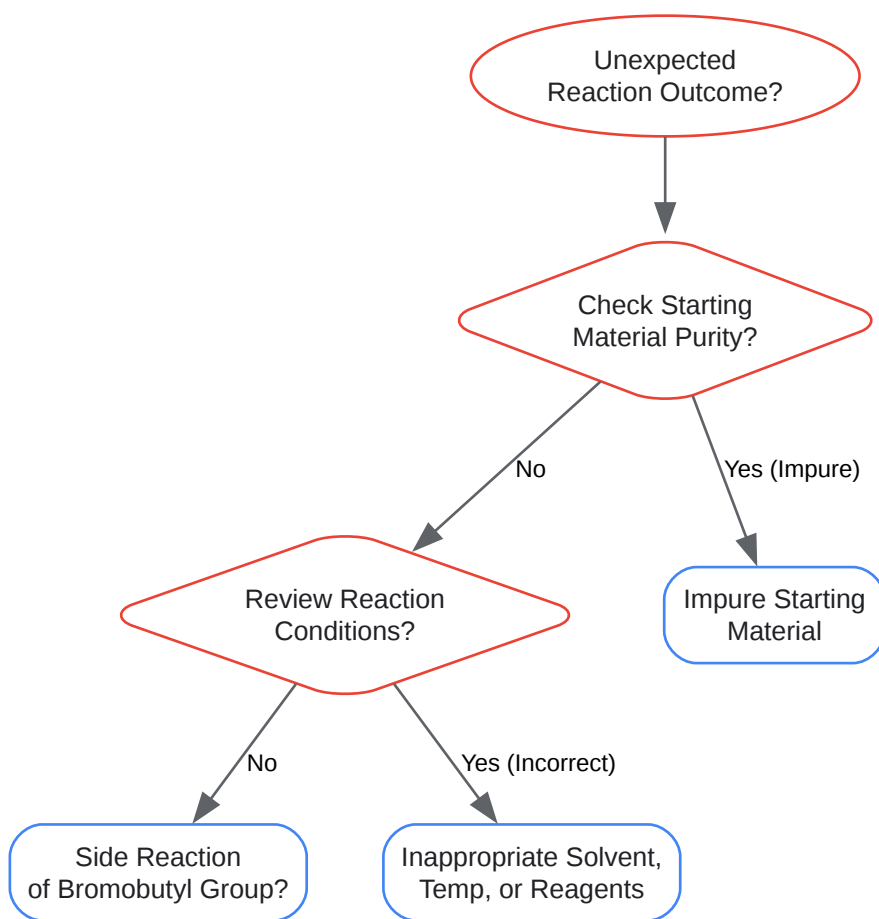 Unexpected
Reaction Outcome?
Check Starting
Material Purity?
No
Yes (Impure)
Review Reaction
Conditions?
Impure Starting
Material
No
Yes (Incorrect)
Side Reaction
of Bromobutyl Group?
Inappropriate Solvent,
Temp, or Reagents